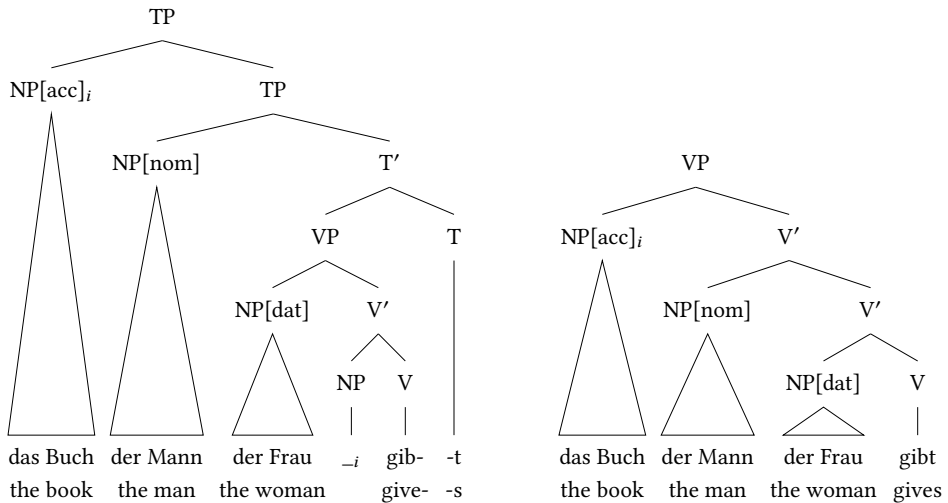 TP
NP[acc]i TP
NP[nom] T′ VP
VP T NP[acc]i V′
NP[dat] V′ NP[nom] V′
NP V NP[dat] V
das Buch der Mann der Frau _i gib- -t das Buch der Mann der Frau gibt
the book the man the woman give- -s the book the man the woman gives